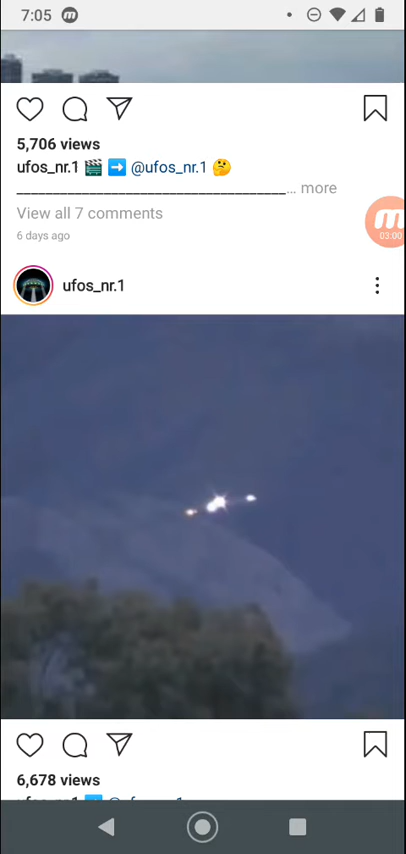 7:05
5,706 views
ufos_nr.1 🎬 ➡️ @ufos_nr.1 🤔
___________________________________... more
View all 7 comments
6 days ago
03:00
ufos_nr.1
6,678 views